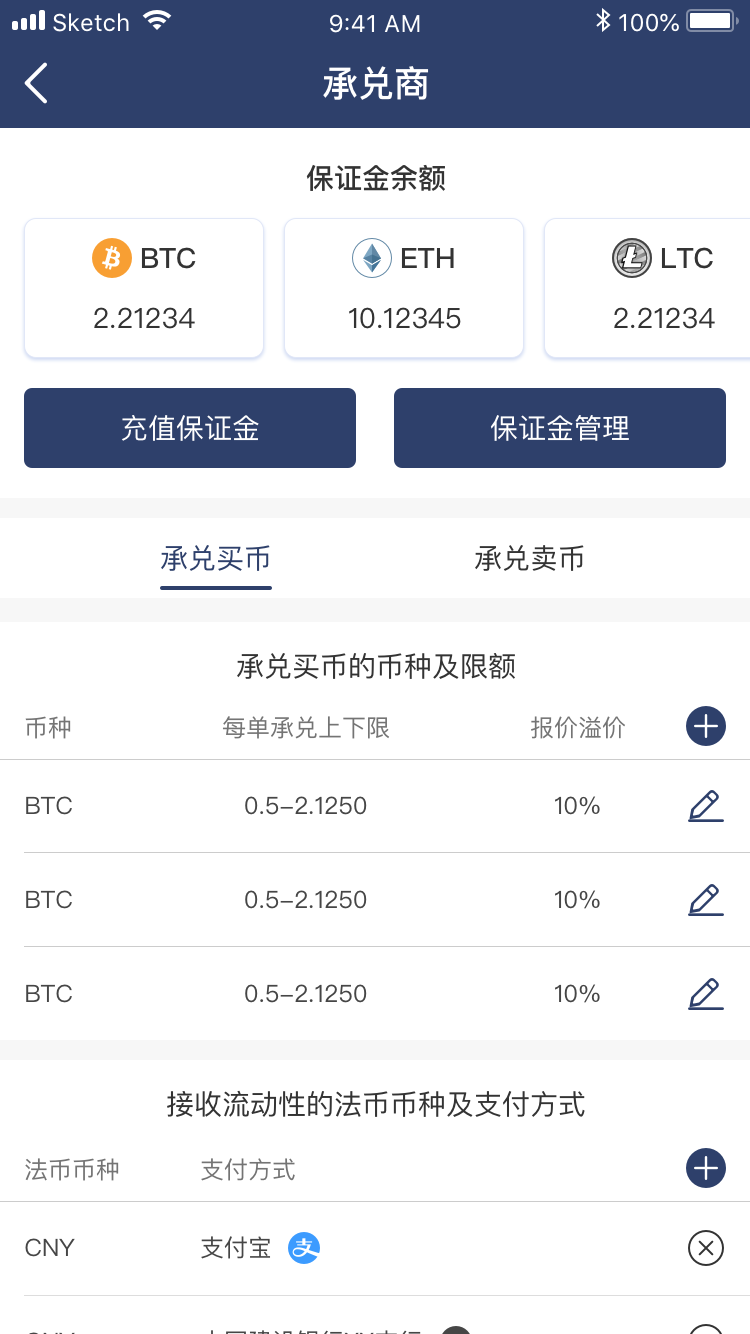 Sketch 9:41 AM 100%
承兑商
保证金余额
BTC ETH LTC
2.21234 10.12345 2.21234
充值保证金 保证金管理
承兑买币 承兑卖币
承兑买币的币种及限额
币种 每单承兑上下限 报价溢价
BTC 0.5–2.1250 10%
BTC 0.5–2.1250 10%
BTC 0.5–2.1250 10%
接收流动性的法币币种及支付方式
法币币种 支付方式
CNY 支付宝 支